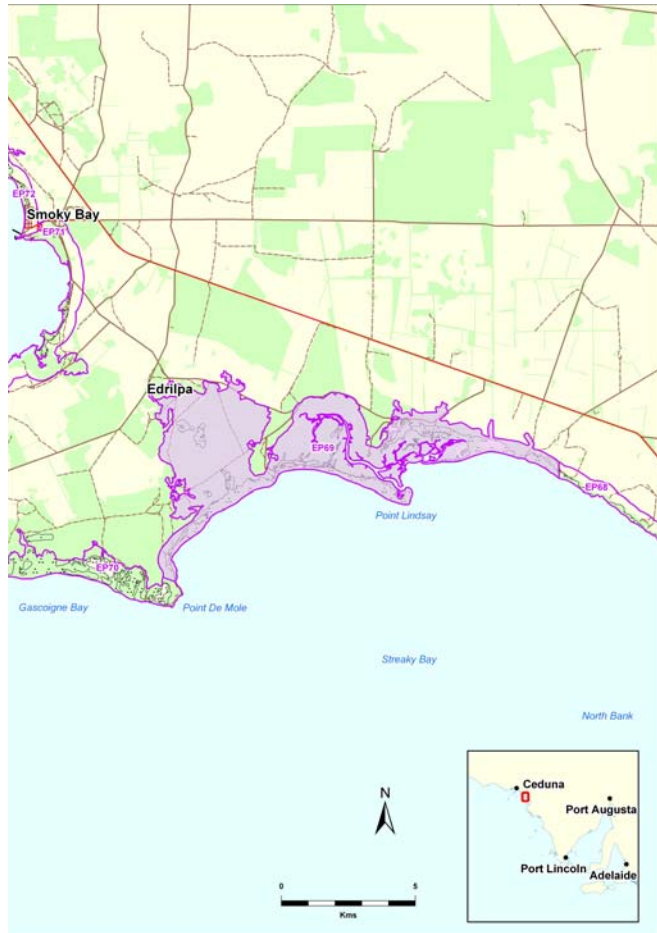 EP72
Smoky Bay
EP71
Edrilpa
EP69
EP68
Point Lindsay
EP70
Gascoigne Bay
Point De Mole
Streaky Bay
North Bank
N
0
5
Kms
Ceduna
Port Augusta
Port Lincoln
Adelaide